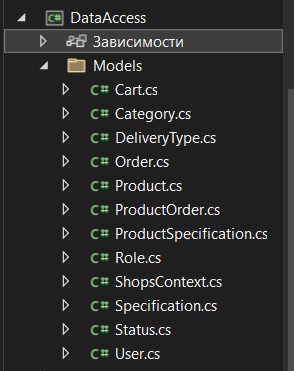 C# DataAccess
Зависимости
Models
C# Cart.cs
C# Category.cs
C# DeliveryType.cs
C# Order.cs
C# Product.cs
C# ProductOrder.cs
C# ProductSpecification.cs
C# Role.cs
C# ShopsContext.cs
C# Specification.cs
C# Status.cs
C# User.cs